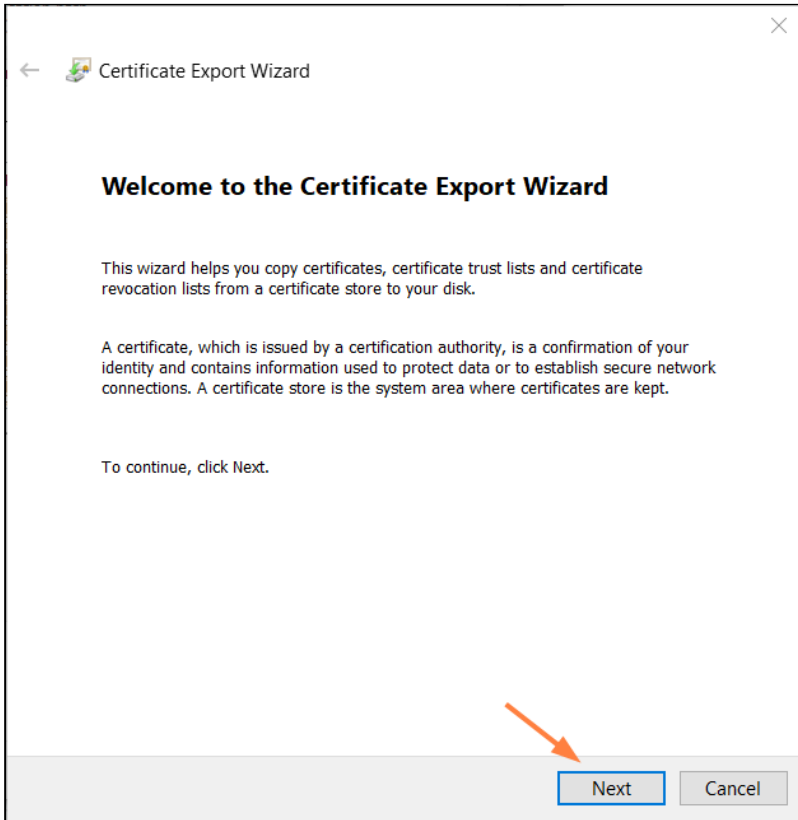 Certificate Export Wizard
Welcome to the Certificate Export Wizard
This wizard helps you copy certificates, certificate trust lists and certificate
revocation lists from a certificate store to your disk.
A certificate, which is issued by a certification authority, is a confirmation of your
identity and contains information used to protect data or to establish secure network
connections. A certificate store is the system area where certificates are kept.
To continue, click Next.
Next
Cancel